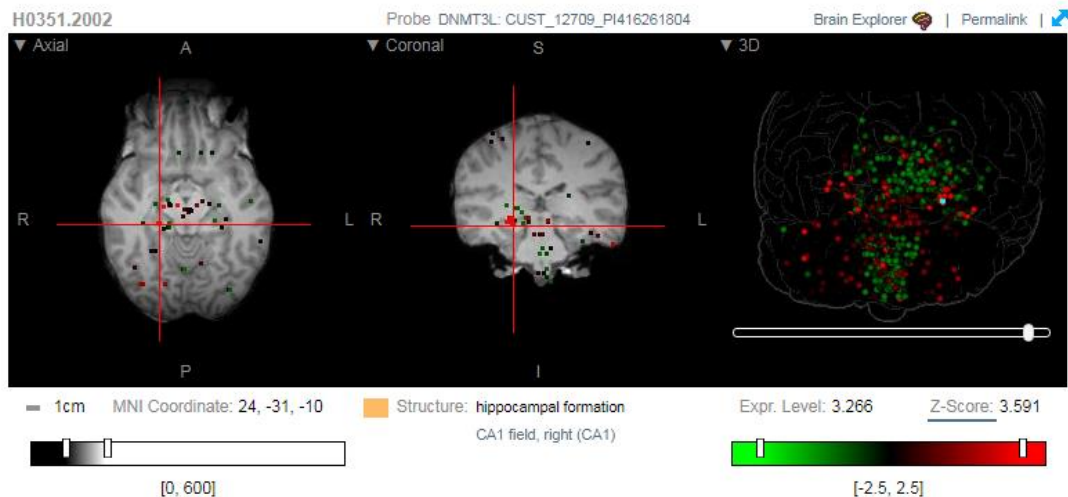 H0351.2002 Probe DNMT3L: CUST_12709_PI416261804 Brain Explorer | Permalink |
▼ Axial A ▼ Coronal S ▼ 3D
R L R L
P I
1cm MNI Coordinate: 24, -31, -10 Structure: hippocampal formation Expr. Level: 3.266 Z-Score: 3.591
CA1 field, right (CA1)
[0, 600] [-2.5, 2.5]